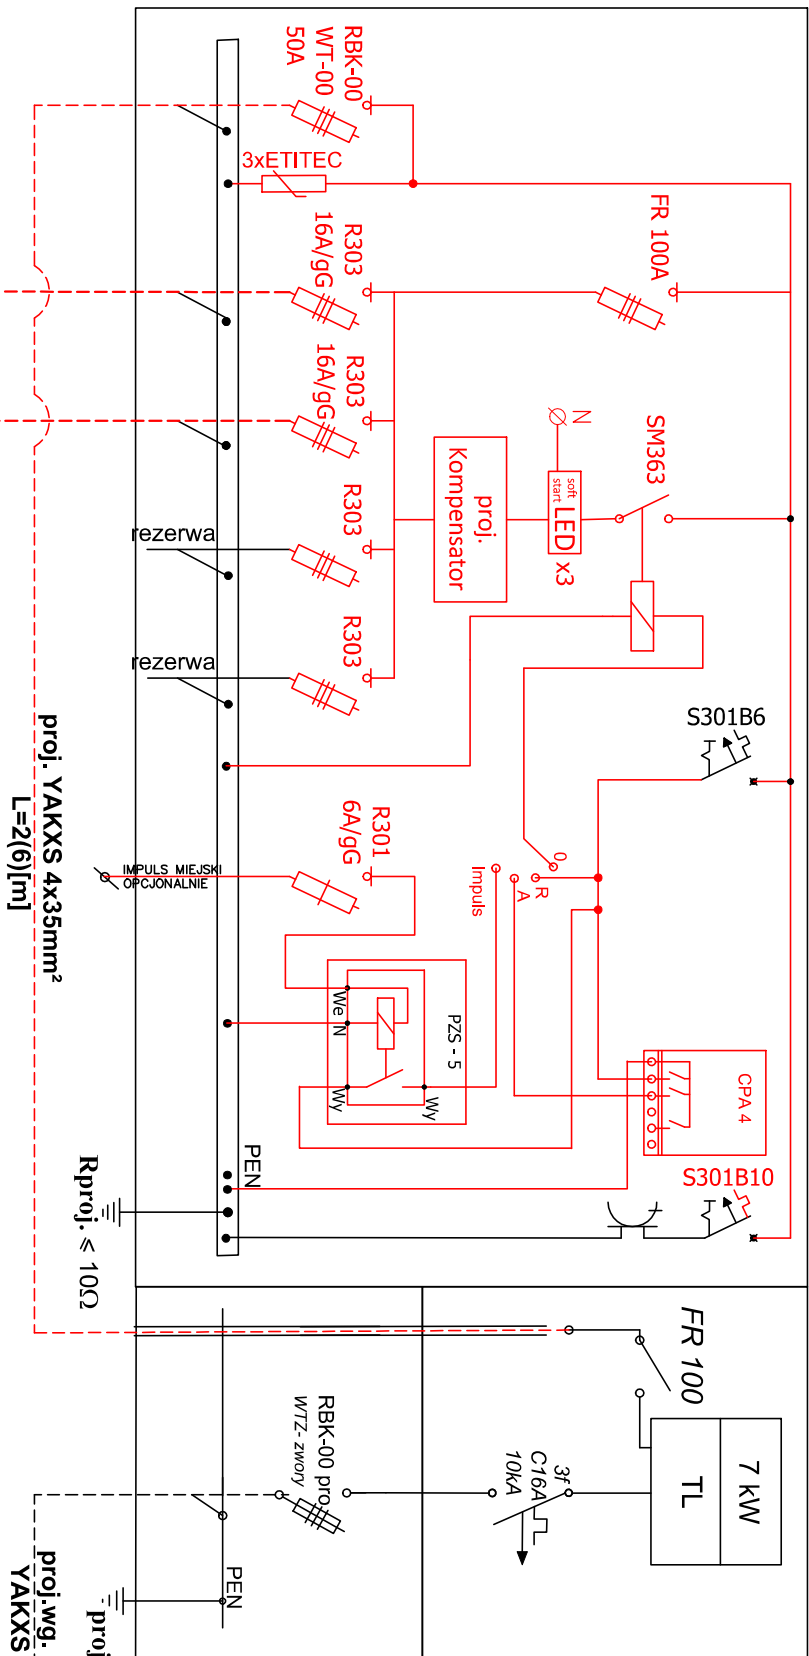 RBK-00
WT-00
50A
3xETITEC
R303
16A/gG
FR 100A
R303
16A/gG
N
SM363
soft
start
LED
x3
proj.
Kompensator
R303
rezerwa
R303
rezerwa
S301B6
proj. YAKXS 4x35mm²
L=2(6)[m]
IMPULS MIEJSKI
OPCJONALNIE
R301
6A/gG
0
R
A
Impuls
We
N
PZS - 5
Wy
Wy
CPA 4
PEN
S301B10
Rproj. ⩽ 10Ω
FR 100
7 kW
TL
3f
C16A
10kA
RBK-00 pro
WTZ- zwory
PEN
proj
proj.wg.
YAKXS